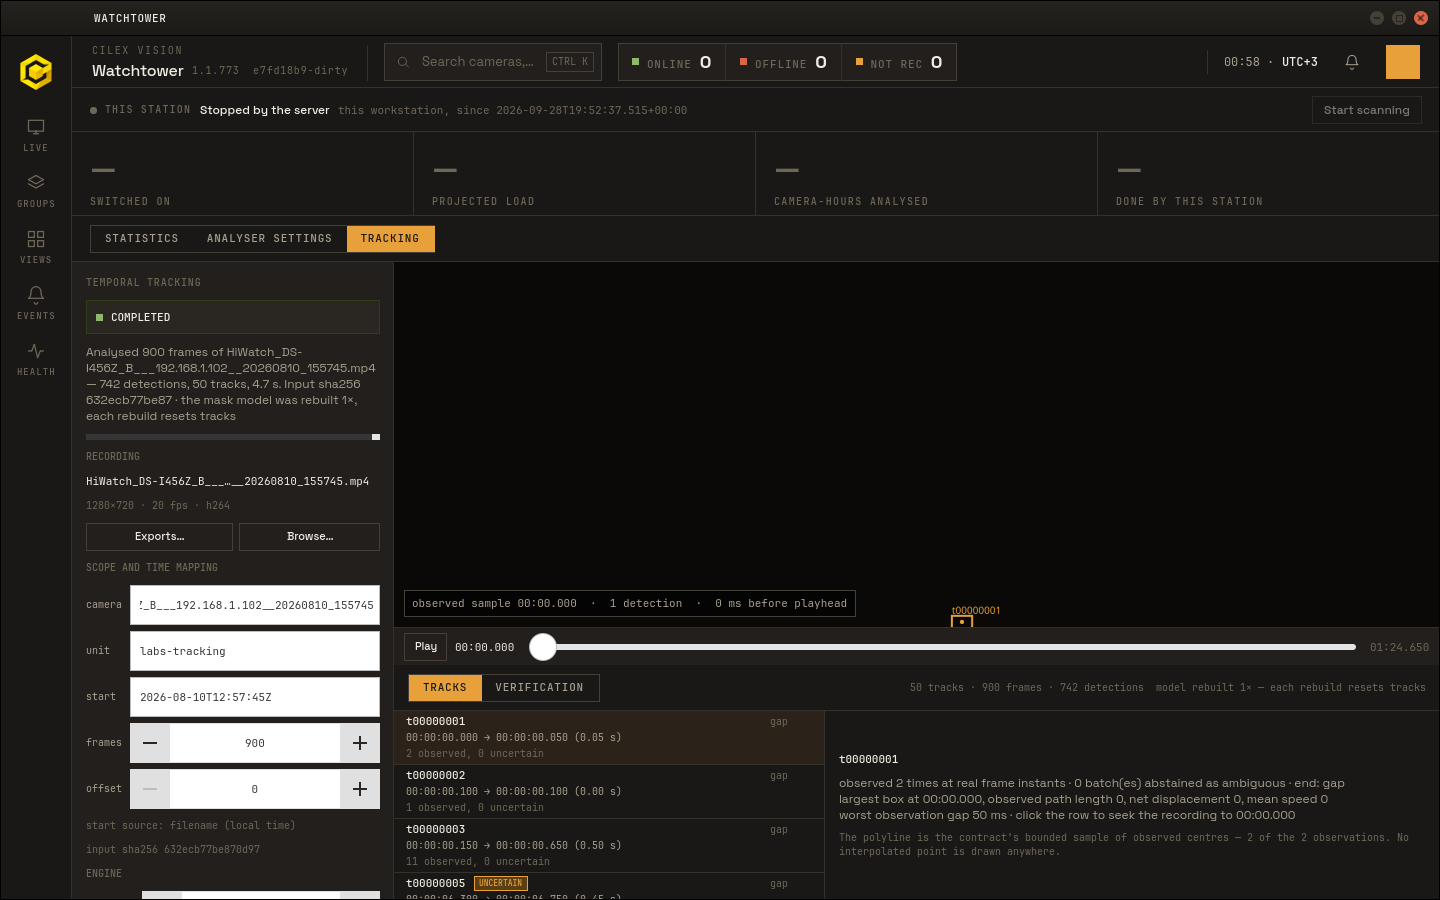 WATCHTOWER
CILEX VISION
Watchtower 1.1.773 e7fd18b9-dirty
Search cameras,... CTRL K
ONLINE 0
OFFLINE 0
NOT REC 0
00:58 · UTC+3
LIVE
GROUPS
VIEWS
EVENTS
HEALTH
THIS STATION Stopped by the server this workstation, since 2026-09-28T19:52:37.515+00:00
Start scanning
—
SWITCHED ON
—
PROJECTED LOAD
—
CAMERA-HOURS ANALYSED
—
DONE BY THIS STATION
STATISTICS ANALYSER SETTINGS TRACKING
TEMPORAL TRACKING
COMPLETED
Analysed 900 frames of HiWatch_DS-
I456Z_B___192.168.1.102__20260810_155745.mp4
— 742 detections, 50 tracks, 4.7 s. Input sha256
632ecb77be87 · the mask model was rebuilt 1×,
each rebuild resets tracks
RECORDING
HiWatch_DS-I456Z_B___…__20260810_155745.mp4
1280×720 · 20 fps · h264
Exports... Browse...
SCOPE AND TIME MAPPING
camera Z_B___192.168.1.102__20260810_155745
unit labs-tracking
start 2026-08-10T12:57:45Z
frames 900
offset 0
start source: filename (local time)
input sha256 632ecb77be870d97
ENGINE
observed sample 00:00.000 · 1 detection · 0 ms before playhead
t00000001
Play 00:00.000 01:24.650
TRACKS VERIFICATION
50 tracks · 900 frames · 742 detections model rebuilt 1× — each rebuild resets tracks
t00000001 gap
00:00:00.000 → 00:00:00.050 (0.05 s)
2 observed, 0 uncertain
t00000002 gap
00:00:00.100 → 00:00:00.100 (0.00 s)
1 observed, 0 uncertain
t00000003 gap
00:00:00.150 → 00:00:00.650 (0.50 s)
11 observed, 0 uncertain
t00000005 UNCERTAIN gap
00:00:06.300 → 00:00:06.750 (0.45 s)
t00000001
observed 2 times at real frame instants · 0 batch(es) abstained as ambiguous · end: gap
largest box at 00:00.000, observed path length 0, net displacement 0, mean speed 0
worst observation gap 50 ms · click the row to seek the recording to 00:00.000
The polyline is the contract's bounded sample of observed centres — 2 of the 2 observations. No
interpolated point is drawn anywhere.